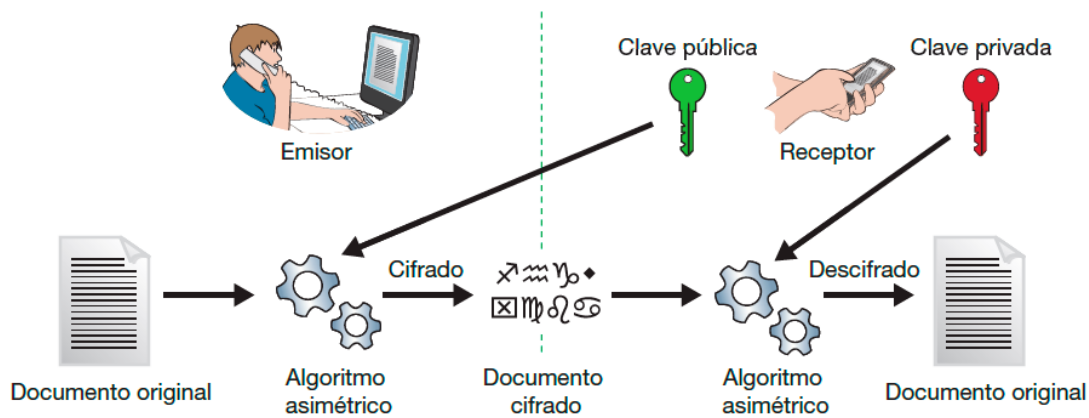 Clave pública
Clave privada
Emisor
Receptor
Cifrado
Descifrado
Documento original
Algoritmo
asimétrico
Documento
cifrado
Algoritmo
asimétrico
Documento original